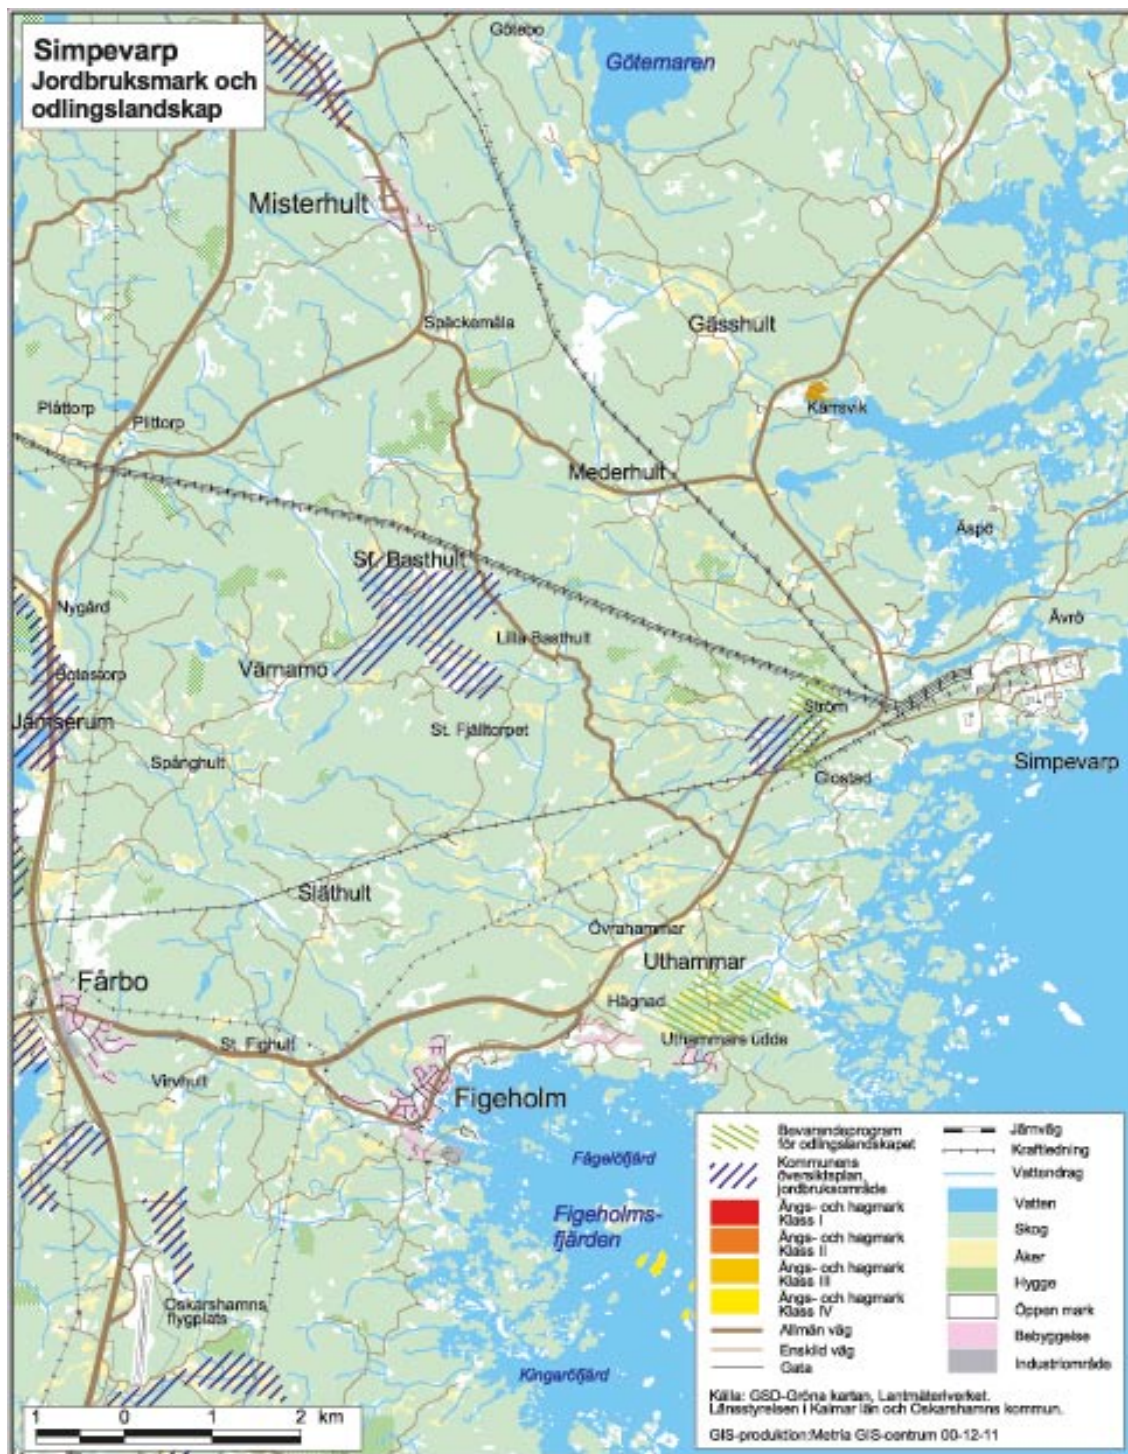 Simpevarp
Jordbruksmark och
odlingslandskap
Götebo
Götemaren
Misterhult
Späckemåla
Gässhult
Plåttorp
Plittorp
Kärrsvik
Mederhult
Äspö
St. Basthult
Nygård
Lilla Basthult
Ävrö
Värnamo
Götestorp
Jämserum
Ström
St. Fjälltorpet
Spånghult
Glostad
Simpevarp
Släthult
Övrahammar
Uthammar
Fårbo
Hägnad
Uthammars udde
St. Fighult
Virvhult
Figeholm
Fågelöfjärd
Figeholms-
fjärden
Oskarshamns
flygplats
Kingaröfjärd
Bevarandeprogram
för odlingslandskapet
Kommunens
översiktsplan,
jordbruksområde
Ängs- och hagmark
Klass I
Ängs- och hagmark
Klass II
Ängs- och hagmark
Klass III
Ängs- och hagmark
Klass IV
Allmän väg
Enskild väg
Gata
Järnväg
Kraftledning
Vattendrag
Vatten
Skog
Åker
Hygge
Öppen mark
Bebyggelse
Industriområde
Källa: GSD-Gröna kartan, Lantmäteriverket.
Länsstyrelsen i Kalmar län och Oskarshamns kommun.
GIS-produktion:Metria GIS-centrum 00-12-11
1 0 1 2 km